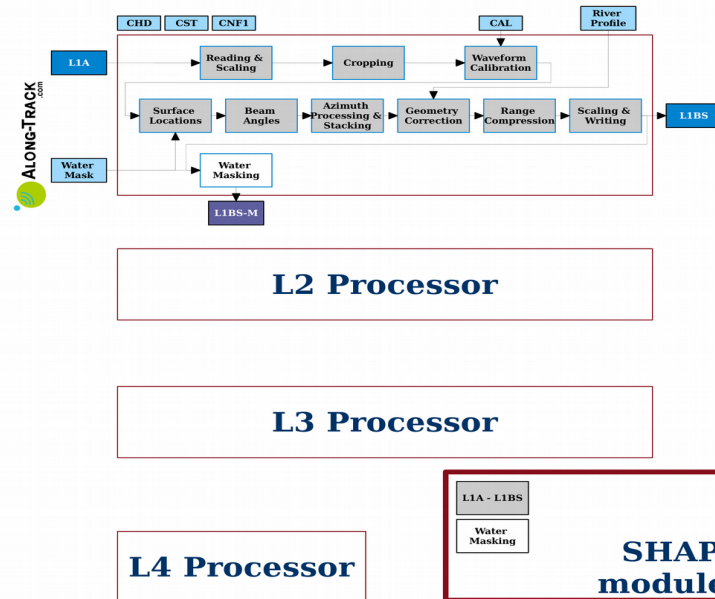 CHD CST CNF1 CAL River
Profile
L1A Reading &
Scaling
Cropping Waveform
Calibration
ALONG-TRACK
.com
Surface
Locations
Beam
Angles
Azimuth
Processing &
Stacking
Geometry
Correction
Range
Compression
Scaling &
Writing
L1BS
Water
Mask
Water
Masking
L1BS-M
L2 Processor
L3 Processor
L1A - L1BS
Water
Masking
SHAP
module
L4 Processor